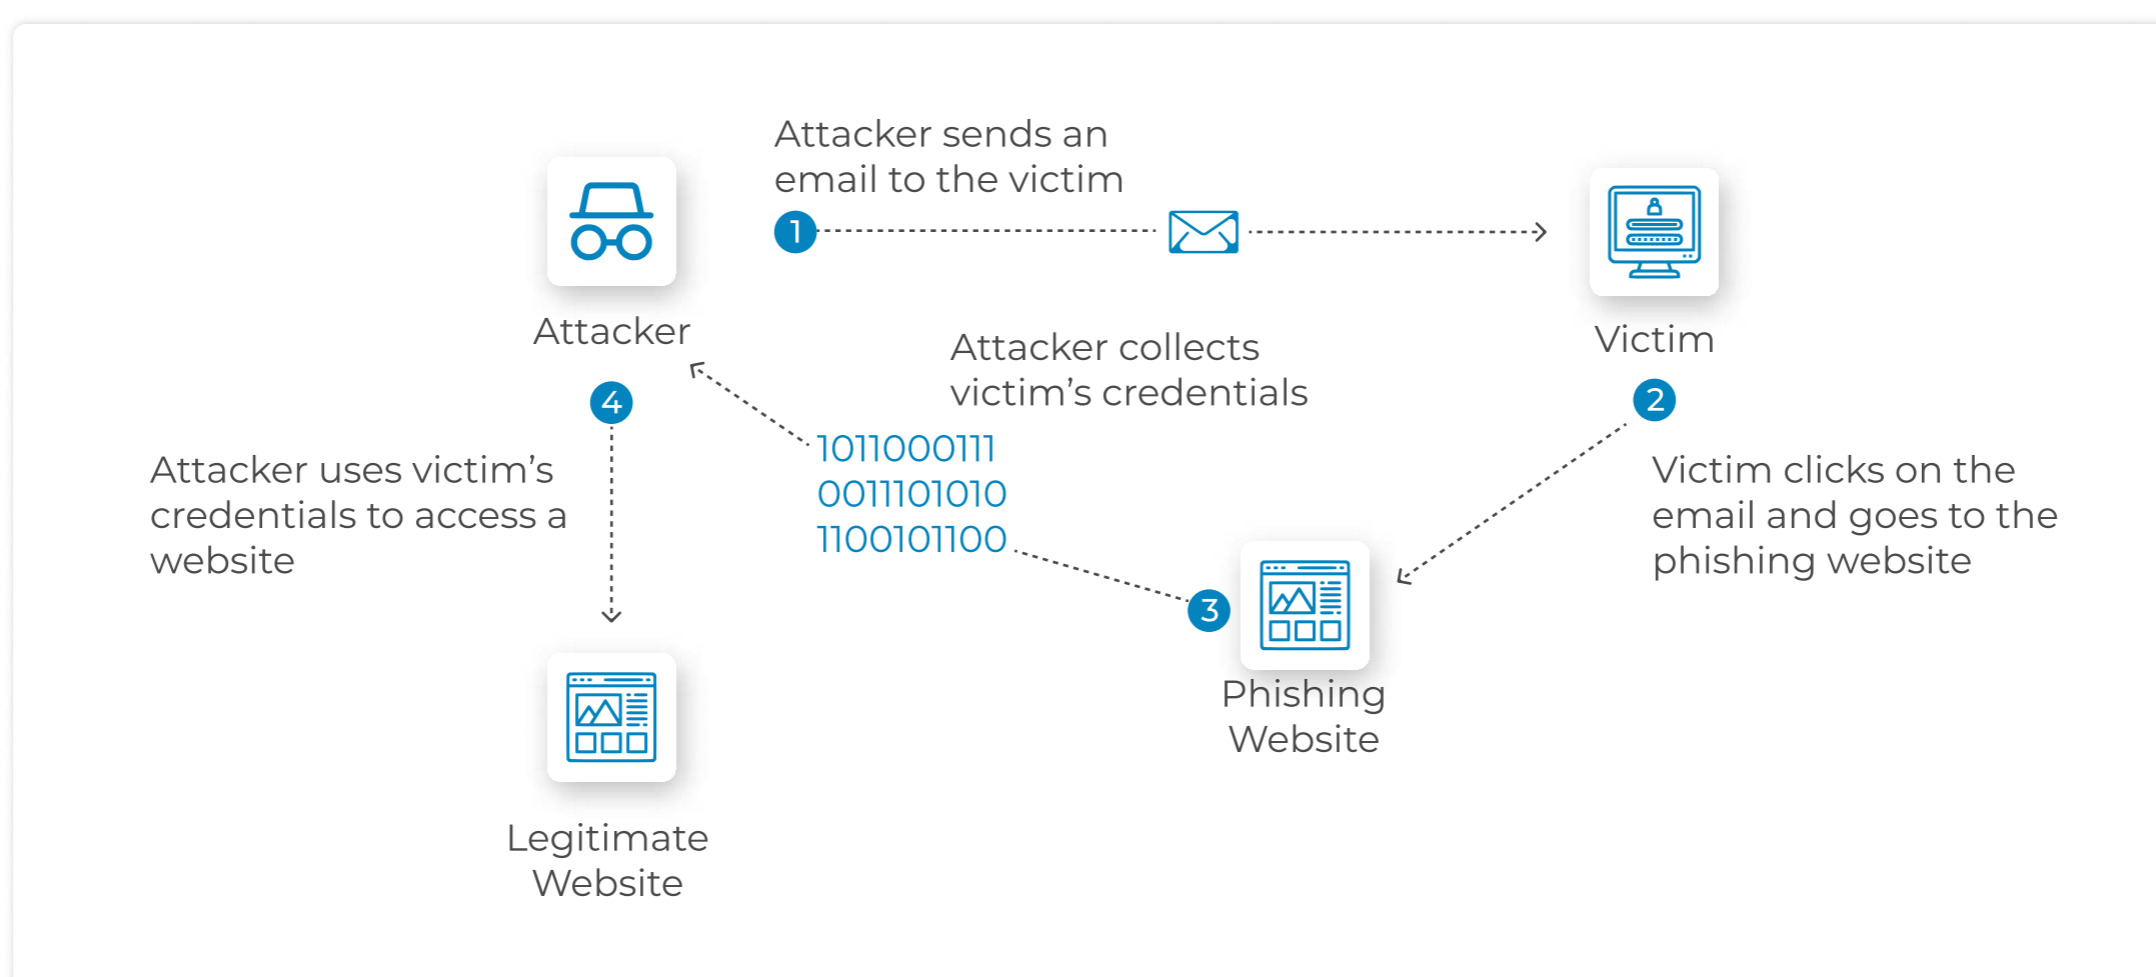 Attacker sends an
email to the victim
1
Attacker
Victim
Attacker collects
victim’s credentials
4
2
1011000111
0011101010
1100101100
Attacker uses victim’s
credentials to access a
website
Victim clicks on the
email and goes to the
phishing website
3
Phishing
Website
Legitimate
Website